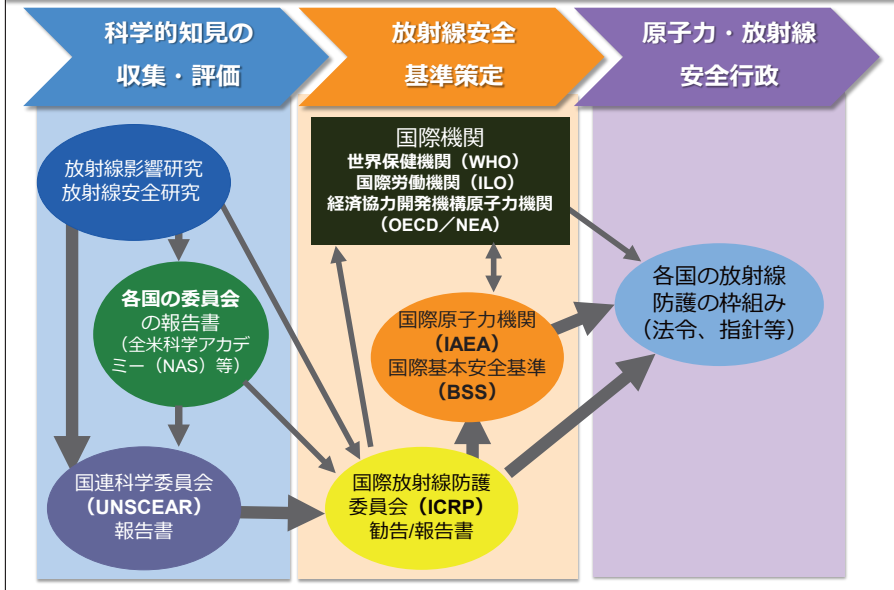 科学的知見の
収集・評価
放射線安全
基準策定
原子力・放射線
安全行政
放射線影響研究
放射線安全研究
各国の委員会
の報告書
（全米科学アカデ
ミー（NAS）等）
国連科学委員会
（UNSCEAR）
報告書
国際機関
世界保健機関（WHO）
国際労働機関（ILO）
経済協力開発機構原子力機関
（OECD／NEA）
国際原子力機関
（IAEA）
国際基本安全基準
（BSS）
国際放射線防護
委員会（ICRP）
勧告/報告書
各国の放射線
防護の枠組み
（法令、指針等）